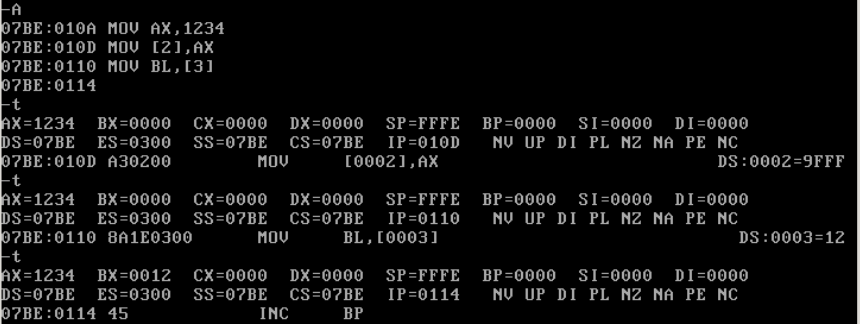 -A
07BE:010A MOV AX,1234
07BE:010D MOV [2],AX
07BE:0110 MOV BL,[3]
07BE:0114
-t
AX=1234  BX=0000  CX=0000  DX=0000  SP=FFFE  BP=0000  SI=0000  DI=0000
DS=07BE  ES=0300  SS=07BE  CS=07BE  IP=010D   NV UP DI PL NZ NA PE NC
07BE:010D A30200        MOV     [0002],AX                          DS:0002=9FFF
-t
AX=1234  BX=0000  CX=0000  DX=0000  SP=FFFE  BP=0000  SI=0000  DI=0000
DS=07BE  ES=0300  SS=07BE  CS=07BE  IP=0110   NV UP DI PL NZ NA PE NC
07BE:0110 8A1E0300      MOV     BL,[0003]                            DS:0003=12
-t
AX=1234  BX=0012  CX=0000  DX=0000  SP=FFFE  BP=0000  SI=0000  DI=0000
DS=07BE  ES=0300  SS=07BE  CS=07BE  IP=0114   NV UP DI PL NZ NA PE NC
07BE:0114 45            INC     BP